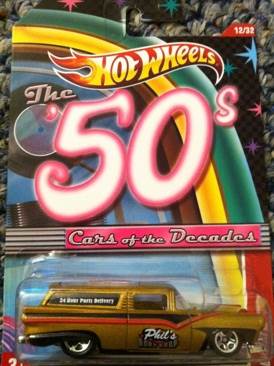 12/32
HOT WHEELS
The
'50s
Cars of the Decades
24 Hour Parts Delivery
Phil's